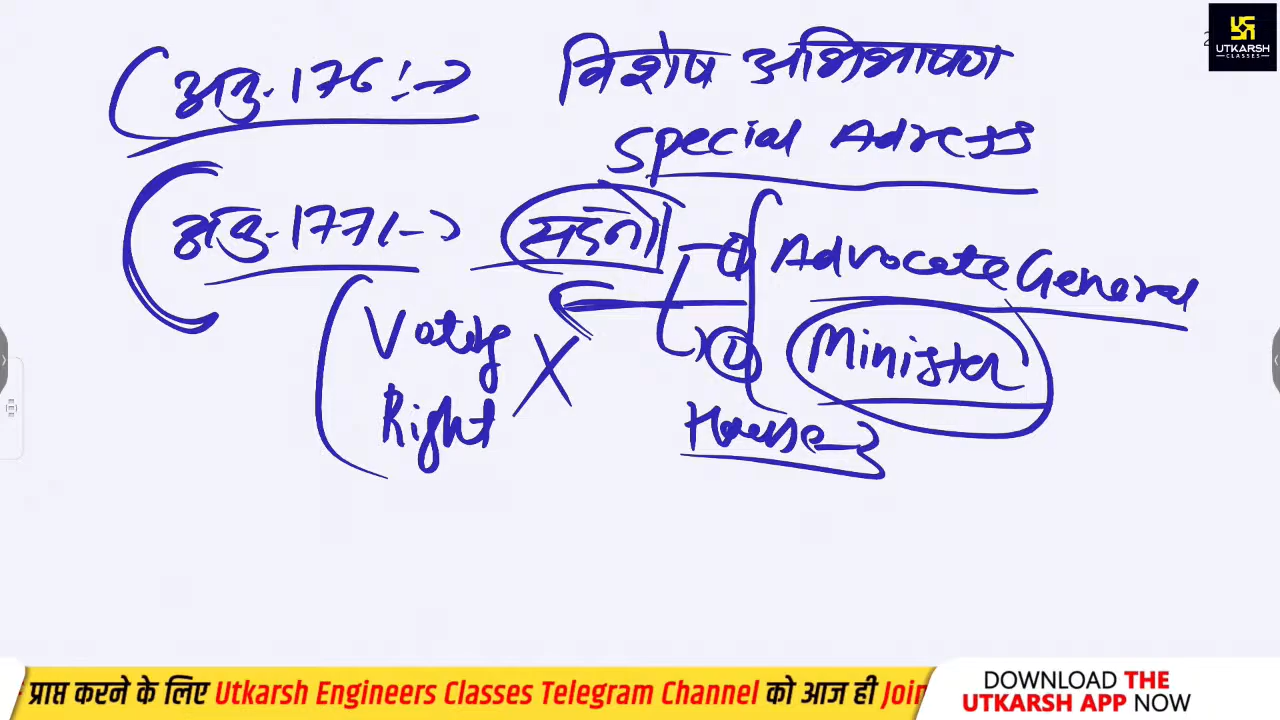 UTKARSH
CLASSES
अनु. 176 :→ विशेष अभिभाषण
Special Adress
अनु. 177 :→ सदनो ① Advocate General
② Minister
Voting Right X
House
प्राप्त करने के लिए Utkarsh Engineers Classes Telegram Channel को आज ही Join
DOWNLOAD THE
UTKARSH APP NOW